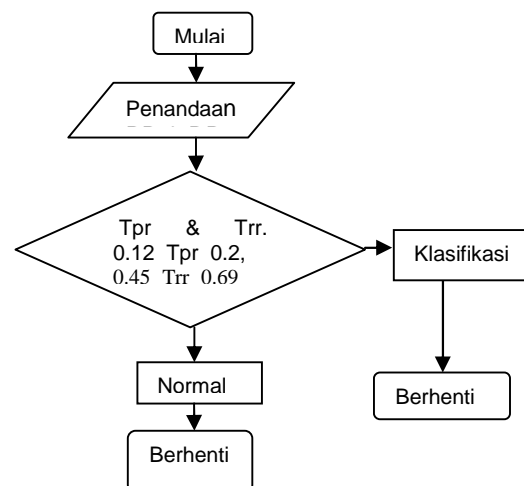 Mulai
Penandaan
Tpr & Trr.
0.12 Tpr 0.2,
0.45 Trr 0.69
Klasifikasi
Normal
Berhenti
Berhenti